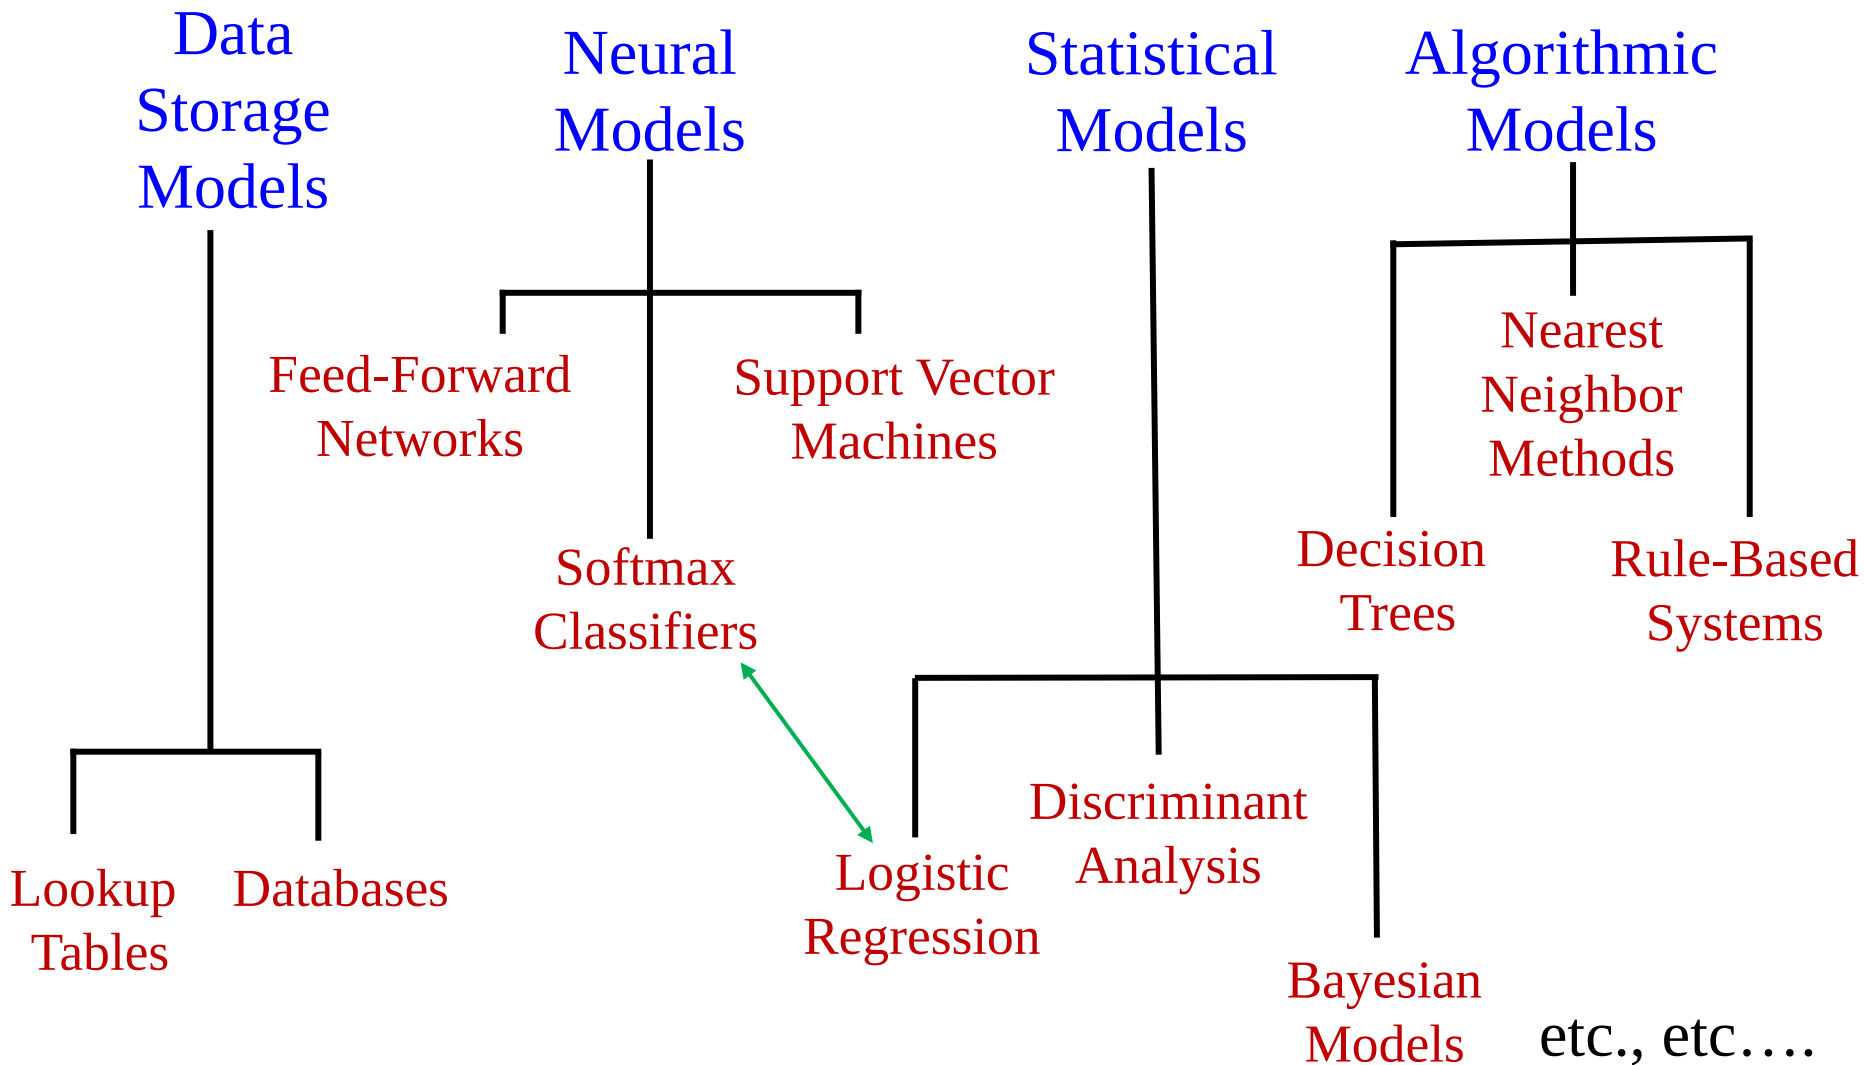 Data
Storage
Models
Neural
Models
Statistical
Models
Algorithmic
Models
Feed-Forward
Networks
Support Vector
Machines
Nearest
Neighbor
Methods
Softmax
Classifiers
Decision
Trees
Rule-Based
Systems
Lookup
Tables
Databases
Logistic
Regression
Discriminant
Analysis
Bayesian
Models
etc., etc….